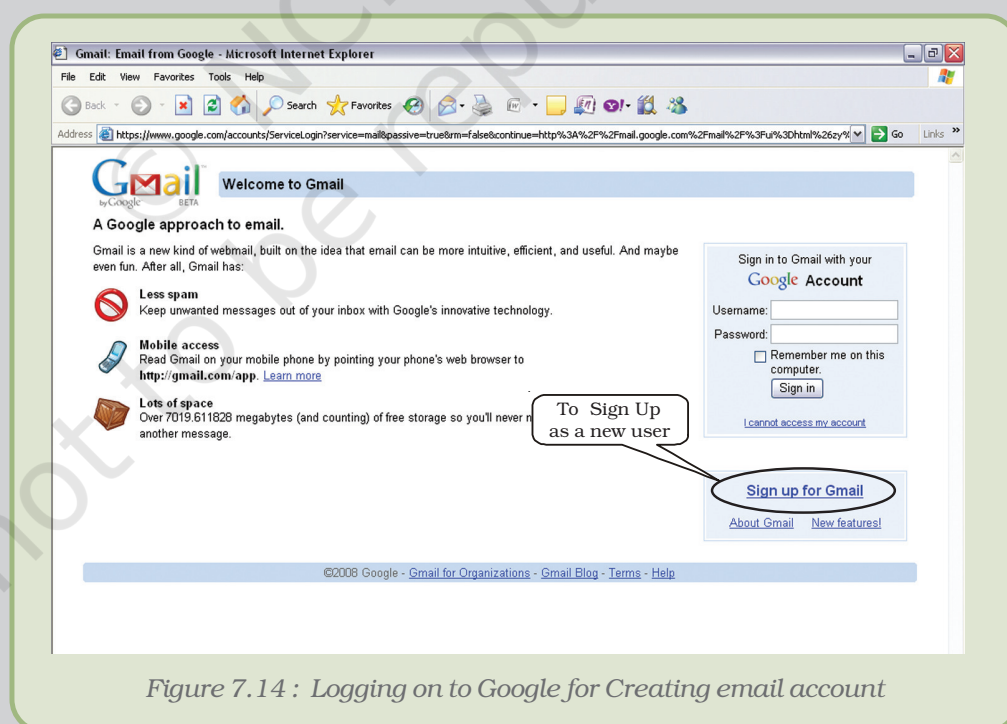 Gmail: Email from Google - Microsoft Internet Explorer
File Edit View Favorites Tools Help
Back Search Favorites
Address https://www.google.com/accounts/ServiceLogin?service=mail&passive=true&rm=false&continue=http%3A%2F%2Fmail.google.com%2Fmail%2F%3Fui%3Dhtml%26zy% Go Links »
Gmail
by Google BETA
Welcome to Gmail
A Google approach to email.
Gmail is a new kind of webmail, built on the idea that email can be more intuitive, efficient, and useful. And maybe
even fun. After all, Gmail has:
Less spam
Keep unwanted messages out of your inbox with Google's innovative technology.
Mobile access
Read Gmail on your mobile phone by pointing your phone's web browser to
http://gmail.com/app. Learn more
Lots of space
Over 7019.611828 megabytes (and counting) of free storage so you'll never n
another message.
Sign in to Gmail with your
Google Account
Username:
Password:
Remember me on this
computer.
Sign in
I cannot access my account
To Sign Up
as a new user
Sign up for Gmail
About Gmail New features!
©2008 Google - Gmail for Organizations - Gmail Blog - Terms - Help
Figure 7.14 : Logging on to Google for Creating email account
not to be repu
© NC